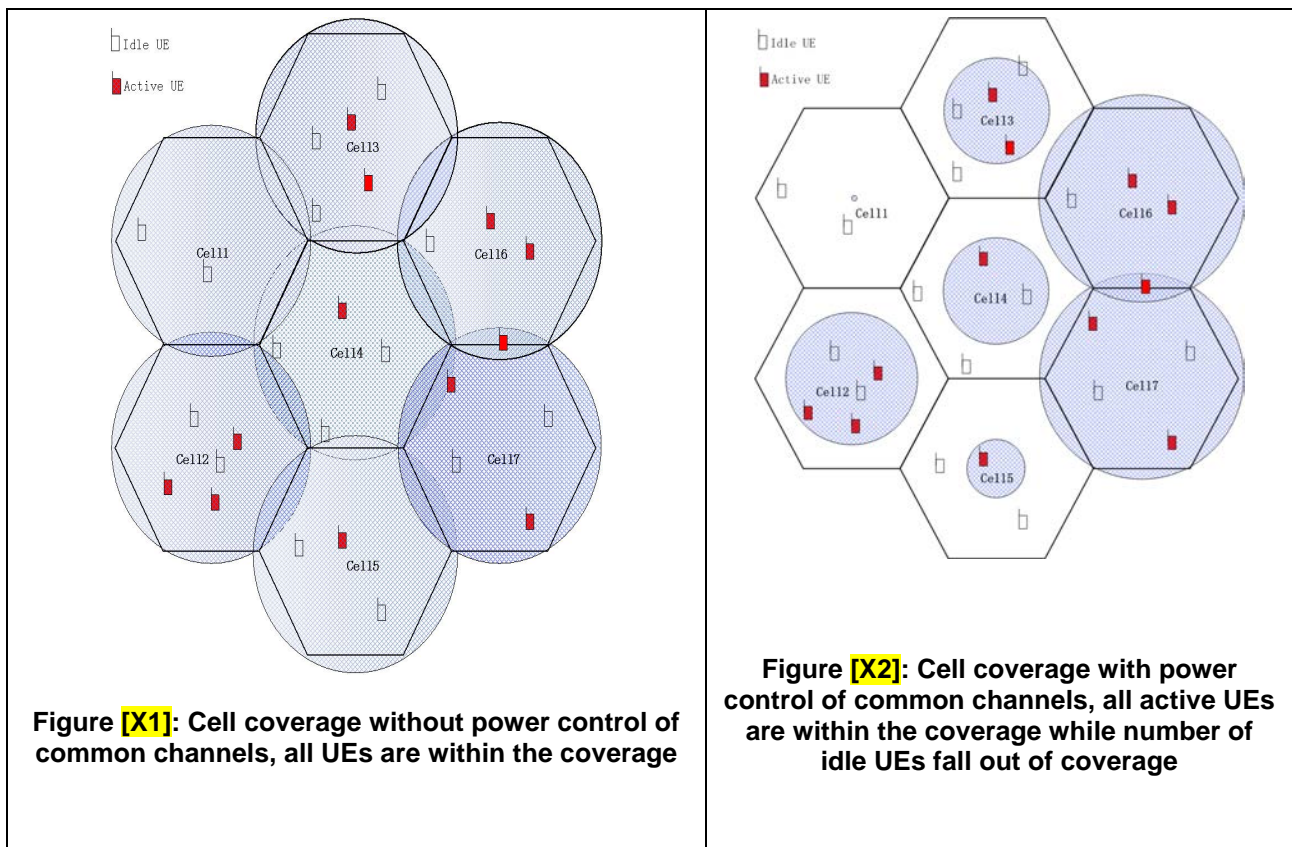 Idle UE
Active UE
Cell3
Cell1
Cell6
Cell4
Cell2
Cell7
Cell5
Figure [X1]: Cell coverage without power control of
common channels, all UEs are within the coverage
Idle UE
Active UE
Cell3
Cell1
Cell6
Cell4
Cell2
Cell7
Cell5
Figure [X2]: Cell coverage with power
control of common channels, all active UEs
are within the coverage while number of
idle UEs fall out of coverage